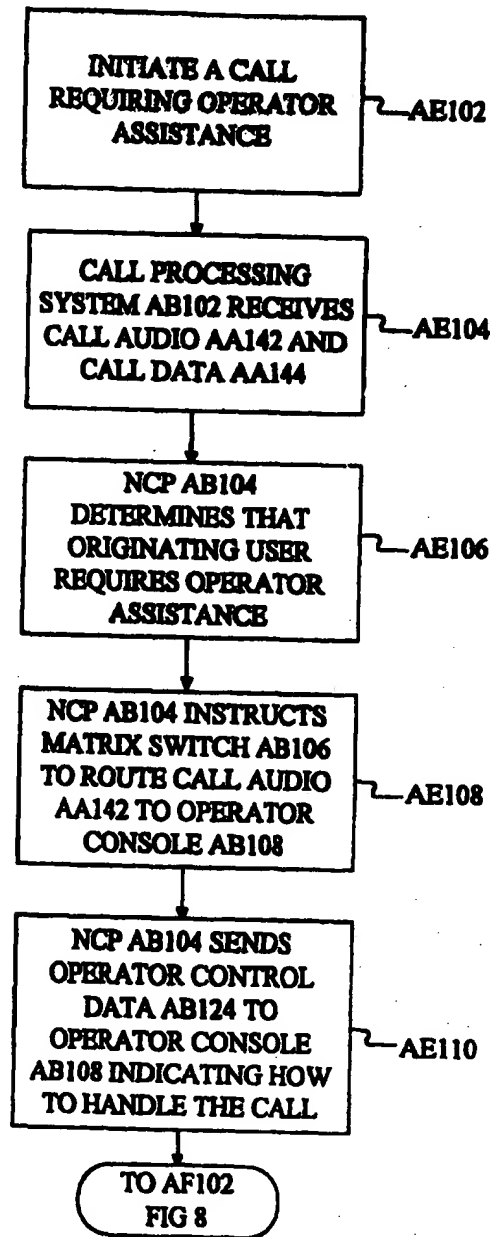 INITIATE A CALL
REQUIRING OPERATOR
ASSISTANCE
AE102
CALL PROCESSING
SYSTEM AB102 RECEIVES
CALL AUDIO AA142 AND
CALL DATA AA144
AE104
NCP AB104
DETERMINES THAT
ORIGINATING USER
REQUIRES OPERATOR
ASSISTANCE
AE106
NCP AB104 INSTRUCTS
MATRIX SWITCH AB106
TO ROUTE CALL AUDIO
AA142 TO OPERATOR
CONSOLE AB108
AE108
NCP AB104 SENDS
OPERATOR CONTROL
DATA AB124 TO
OPERATOR CONSOLE
AB108 INDICATING HOW
TO HANDLE THE CALL
AE110
TO AF102
FIG 8